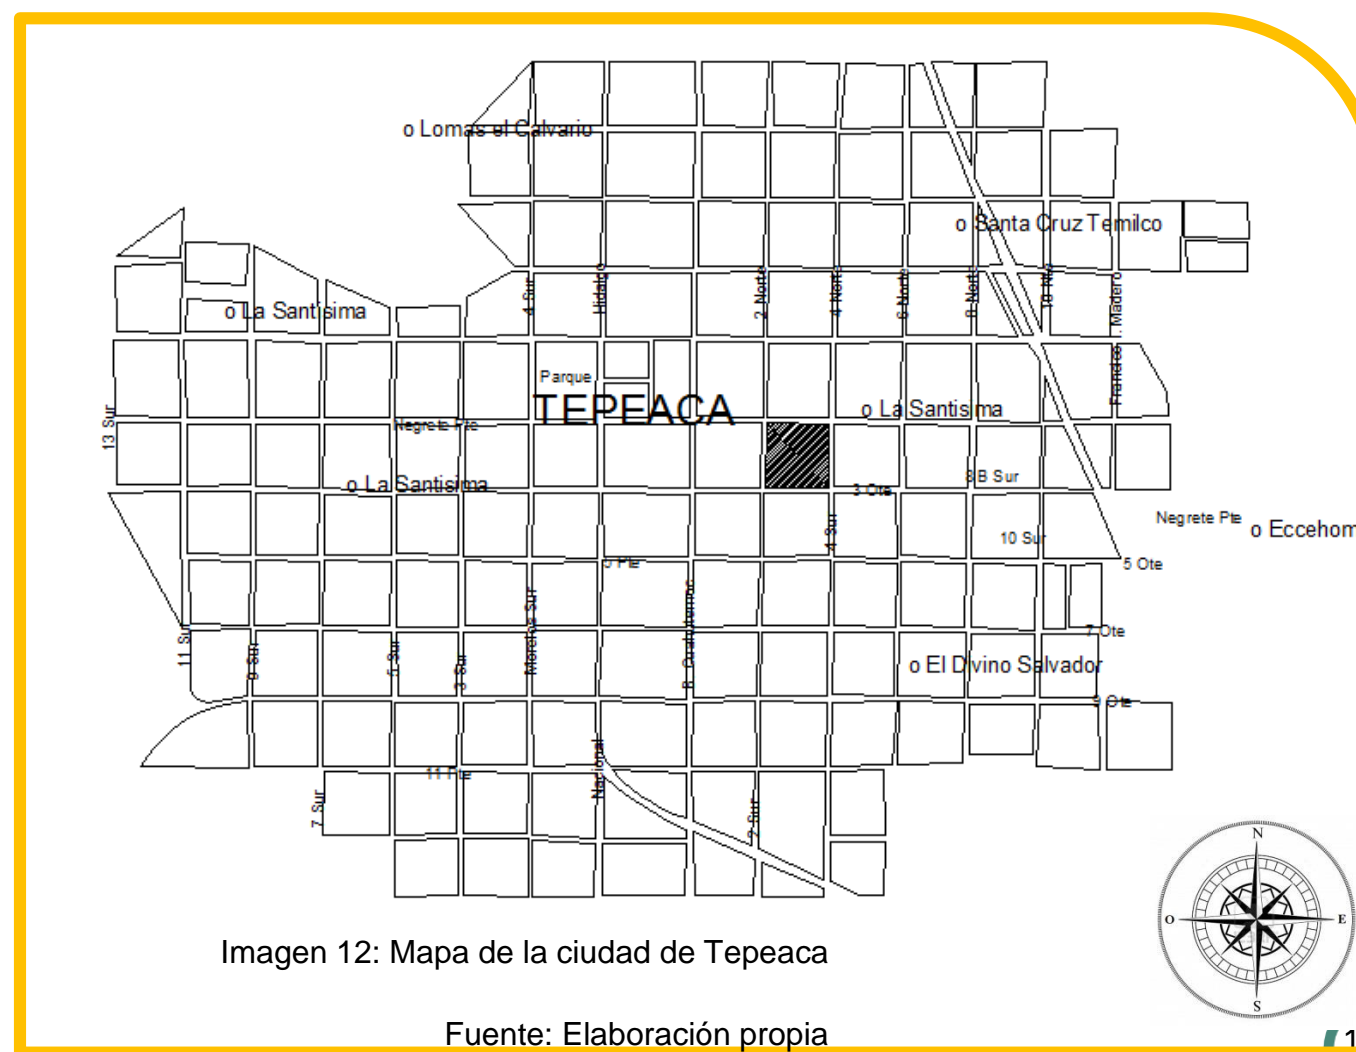 o Lomas el Calvario
o Santa Cruz Temilco
4 Sur
Hidalgo
2 Norte
4 Norte
6 Norte
8 Norte
10 Nte
Francisco I. Madero
o La Santisima
Parque
TEPEACA
o La Santisima
13 Sur
Negrete Pte
8B Sur
o La Santisima
3 Ote
Negrete Pte
o Eccehom
4 Sur
10 Sur
5 Pte
5 Ote
Morelos Sur
B. Cuahutemoc
7 Ote
11 Sur
9 Sur
5 Sur
3 Sur
o El Divino Salvador
9 Ote
11 Pte
Nacional
7 Sur
2 Sur
N
O
E
S
Imagen 12: Mapa de la ciudad de Tepeaca
Fuente: Elaboración propia
1